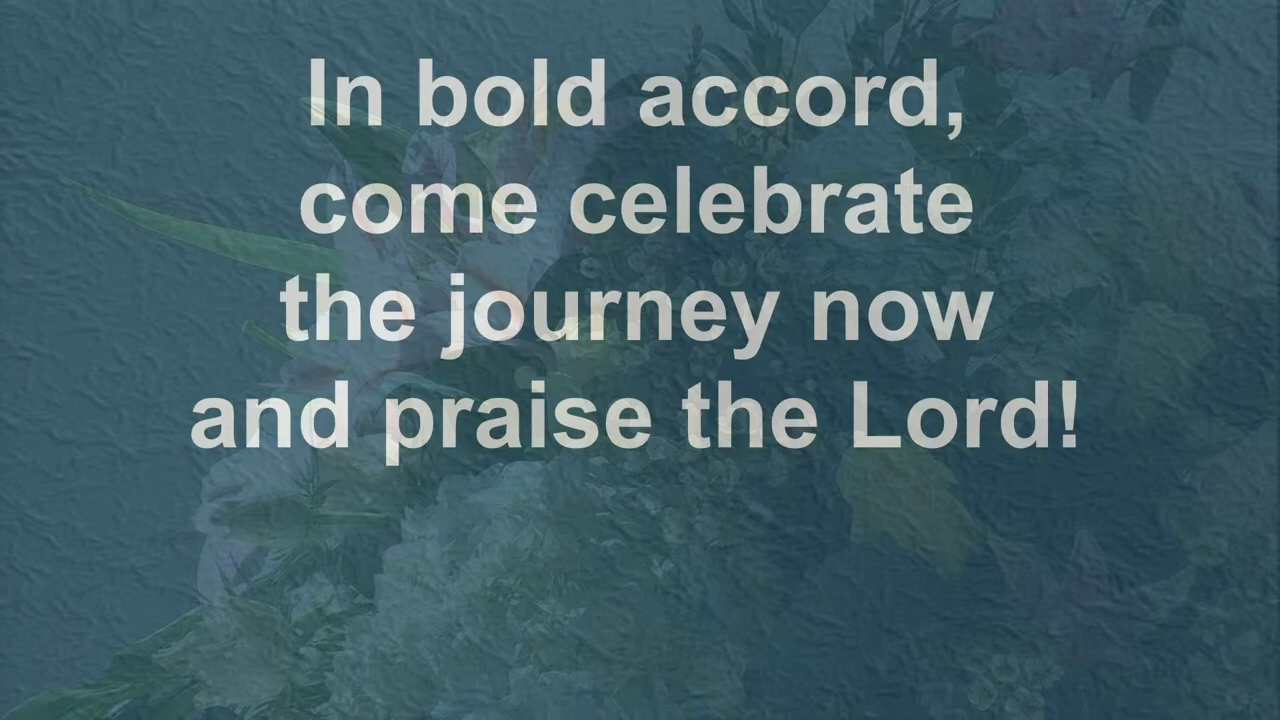 In bold accord,
come celebrate
the journey now
and praise the Lord!